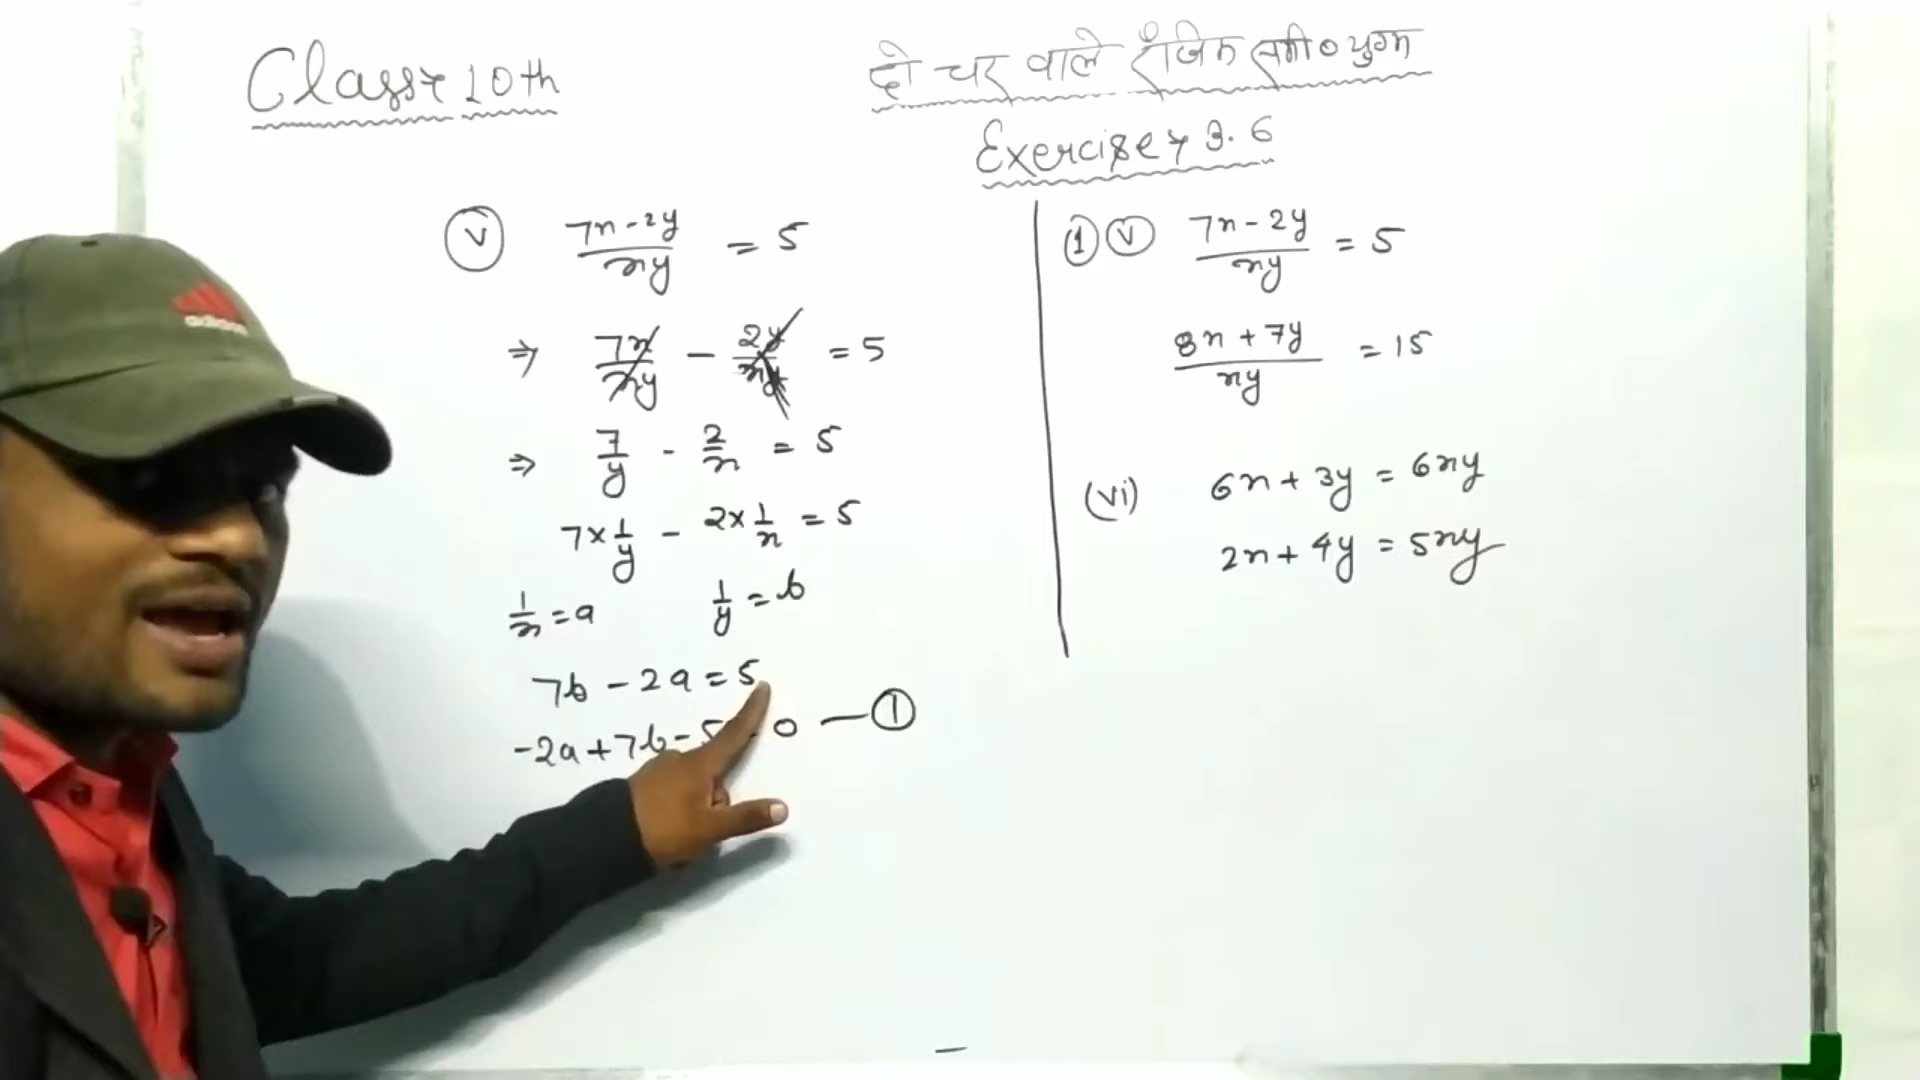 Class → 10th
दो चर वाले रैखिक समी० युग्म
Exercise → 3.6
(v) (7x-2y)/(xy) = 5
⇒ 7x/xy - 2y/xy = 5
⇒ 7/y - 2/x = 5
7×1/y - 2×1/x = 5
1/x = a 1/y = b
7b - 2a = 5
-2a + 7b - 5 = 0 — (1)
(1) (v) (7x-2y)/(xy) = 5
(8x+7y)/(xy) = 15
(vi) 6x + 3y = 6xy
2x + 4y = 5xy
adidas